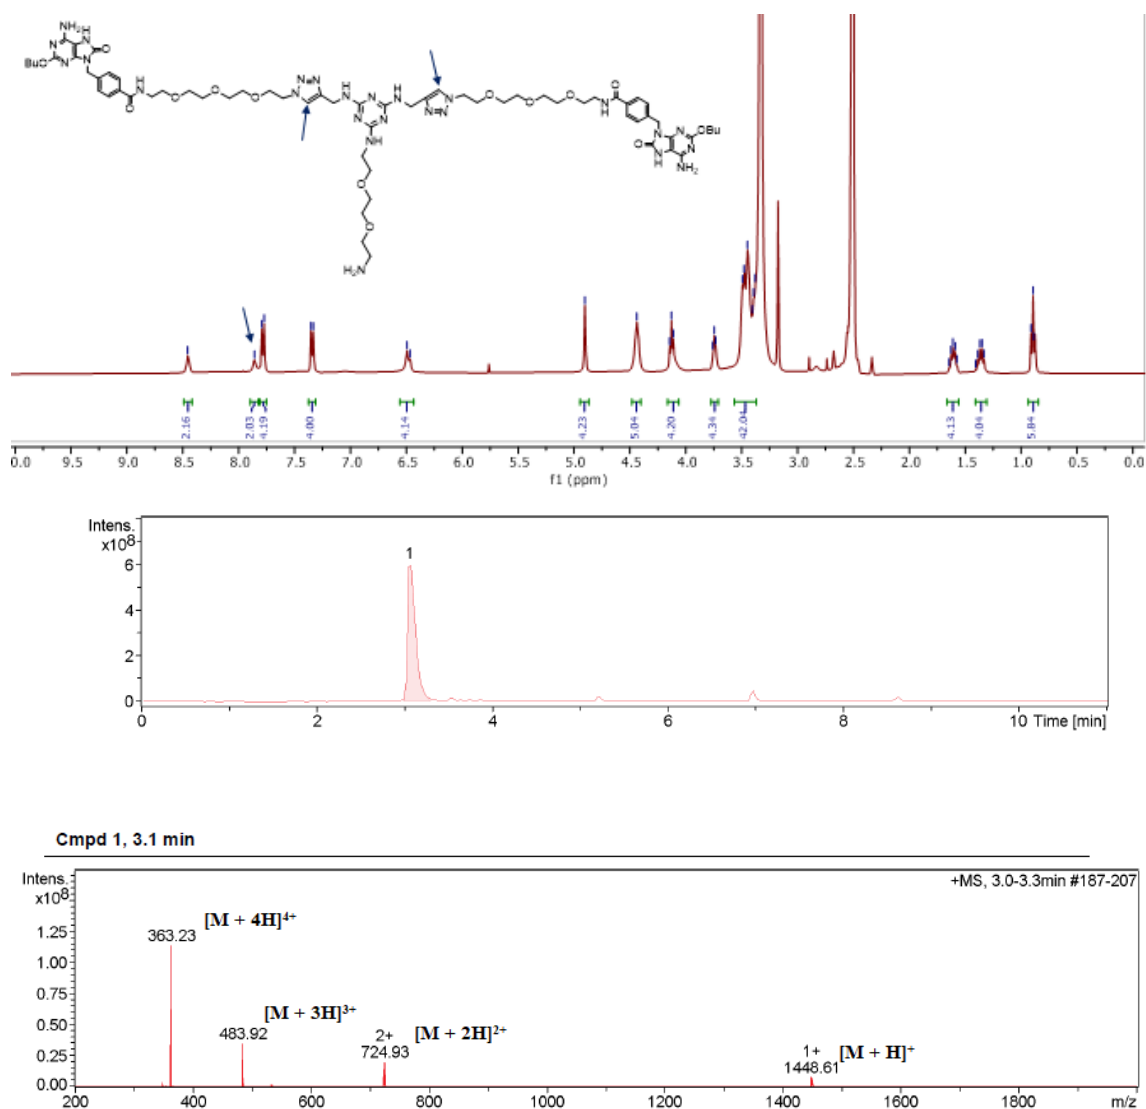 NH₂
H
N
N
N
N
O
BuO
N
O
N
H
O
O
O
N
N=N
H
N
N
N
N
H
N
N
N=N
O
O
O
H
N
O
N
N
OBu
O
N
N
H
NH₂
HN
O
O
H₂N
2.16
2.03
4.19
4.00
4.14
4.23
5.04
4.20
4.34
42.04
4.13
4.04
5.84
0.0 9.5 9.0 8.5 8.0 7.5 7.0 6.5 6.0 5.5 5.0 4.5 4.0 3.5 3.0 2.5 2.0 1.5 1.0 0.5 0.0
f1 (ppm)
Intens.
x10⁸
1
6
4
2
0
0 2 4 6 8 10 Time [min]
Cmpd 1, 3.1 min
Intens.
x10⁸
+MS, 3.0-3.3min #187-207
[M + 4H]⁴⁺
363.23
[M + 3H]³⁺
483.92
2+
724.93
[M + 2H]²⁺
1+
1448.61
[M + H]⁺
1.25
1.00
0.75
0.50
0.25
0.00
200 400 600 800 1000 1200 1400 1600 1800 m/z